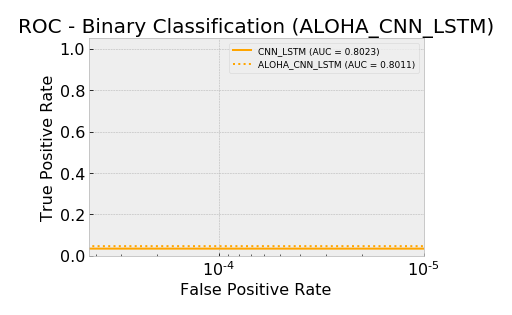 ROC - Binary Classification (ALOHA_CNN_LSTM)
CNN_LSTM (AUC = 0.8023)
ALOHA_CNN_LSTM (AUC = 0.8011)
True Positive Rate
1.0
0.8
0.6
0.4
0.2
0.0
10^-4
10^-5
False Positive Rate